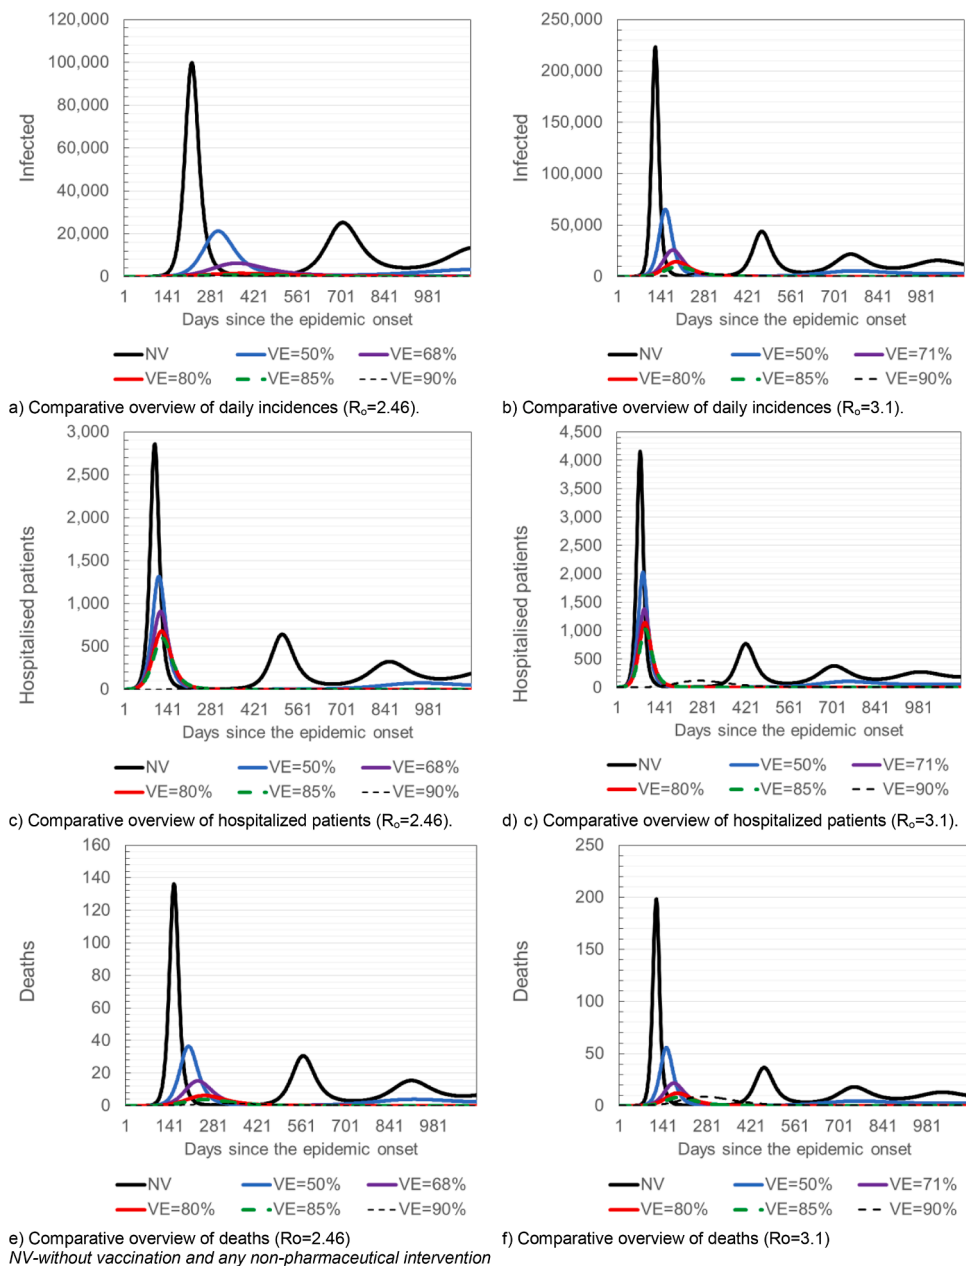 120,000
100,000
80,000
60,000
40,000
20,000
0
Infected
1 141 281 421 561 701 841 981
Days since the epidemic onset
NV VE=50% VE=68%
VE=80% VE=85% VE=90%
a) Comparative overview of daily incidences (Rₒ=2.46).
250,000
200,000
150,000
100,000
50,000
0
Infected
1 141 281 421 561 701 841 981
Days since the epidemic onset
NV VE=50% VE=71%
VE=80% VE=85% VE=90%
b) Comparative overview of daily incidences (Rₒ=3.1).
3,000
2,500
2,000
1,500
1,000
500
0
Hospitalised patients
1 141 281 421 561 701 841 981
Days since the epidemic onset
NV VE=50% VE=68%
VE=80% VE=85% VE=90%
c) Comparative overview of hospitalized patients (Rₒ=2.46).
4,500
4,000
3,500
3,000
2,500
2,000
1,500
1,000
500
0
Hospitalised patients
1 141 281 421 561 701 841 981
Days since the epidemic onset
NV VE=50% VE=71%
VE=80% VE=85% VE=90%
d) c) Comparative overview of hospitalized patients (Rₒ=3.1).
160
140
120
100
80
60
40
20
0
Deaths
1 141 281 421 561 701 841 981
Days since the epidemic onset
NV VE=50% VE=68%
VE=80% VE=85% VE=90%
e) Comparative overview of deaths (Ro=2.46)
250
200
150
100
50
0
Deaths
1 141 281 421 561 701 841 981
Days since the epidemic onset
NV VE=50% VE=71%
VE=80% VE=85% VE=90%
f) Comparative overview of deaths (Ro=3.1)
NV-without vaccination and any non-pharmaceutical intervention